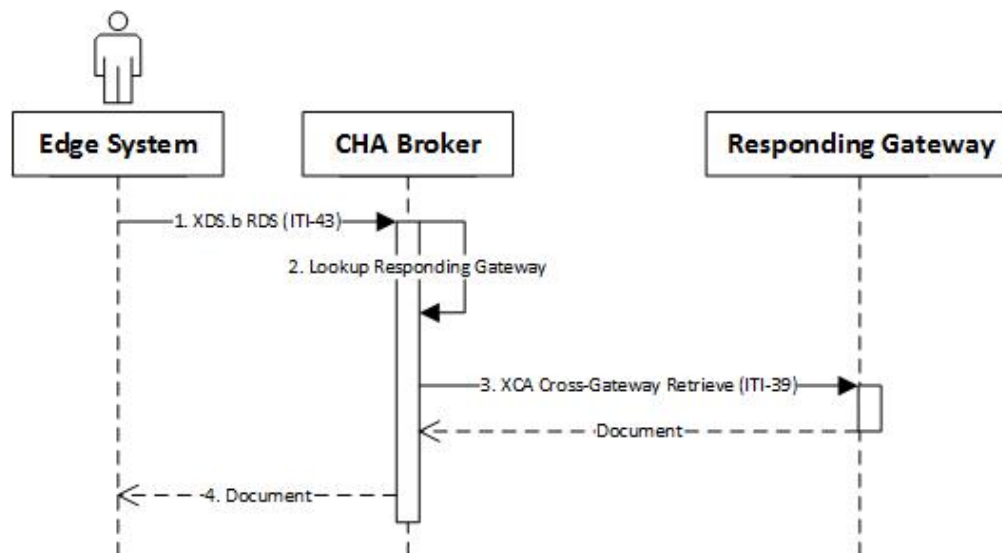 Edge System
CHA Broker
Responding Gateway
1. XDS.b RDS (ITI-43)
2. Lookup Responding Gateway
3. XCA Cross-Gateway Retrieve (ITI-39)
Document
4. Document